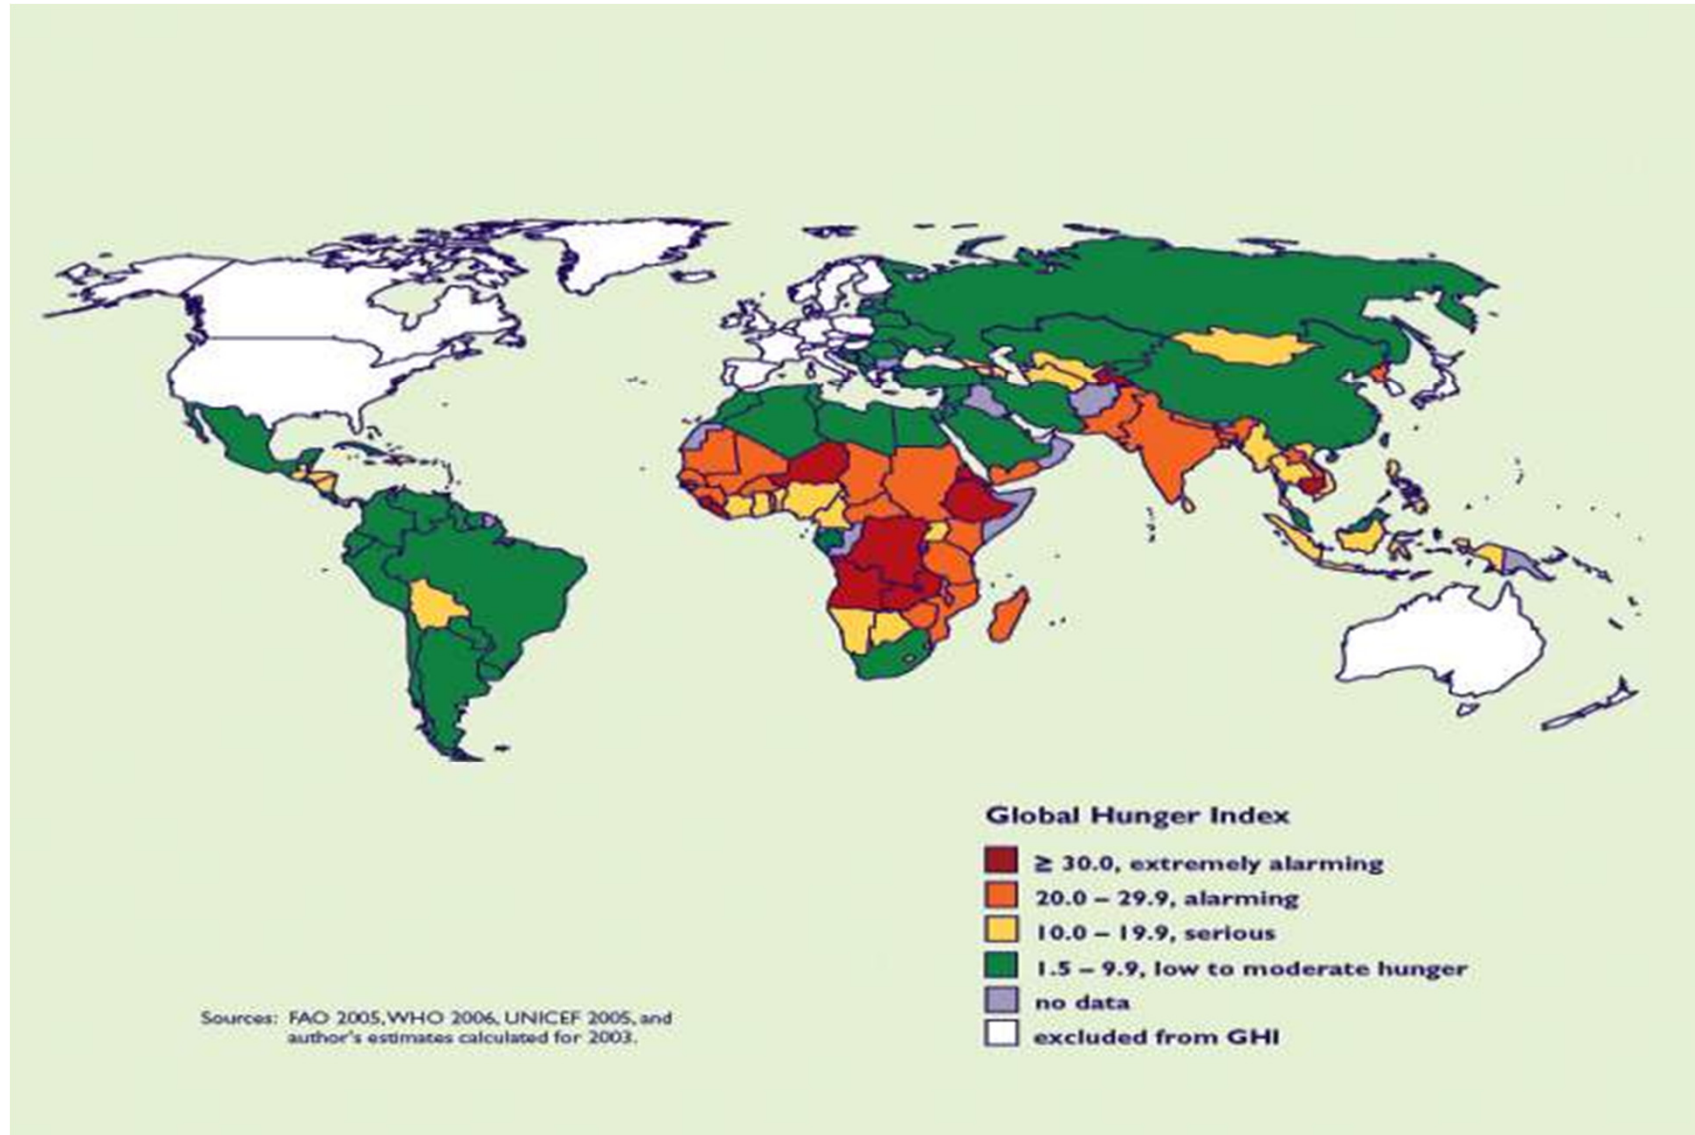 Global Hunger Index
≥ 30.0, extremely alarming
20.0 – 29.9, alarming
10.0 – 19.9, serious
1.5 – 9.9, low to moderate hunger
no data
excluded from GHI
Sources: FAO 2005, WHO 2006, UNICEF 2005, and
author's estimates calculated for 2003.